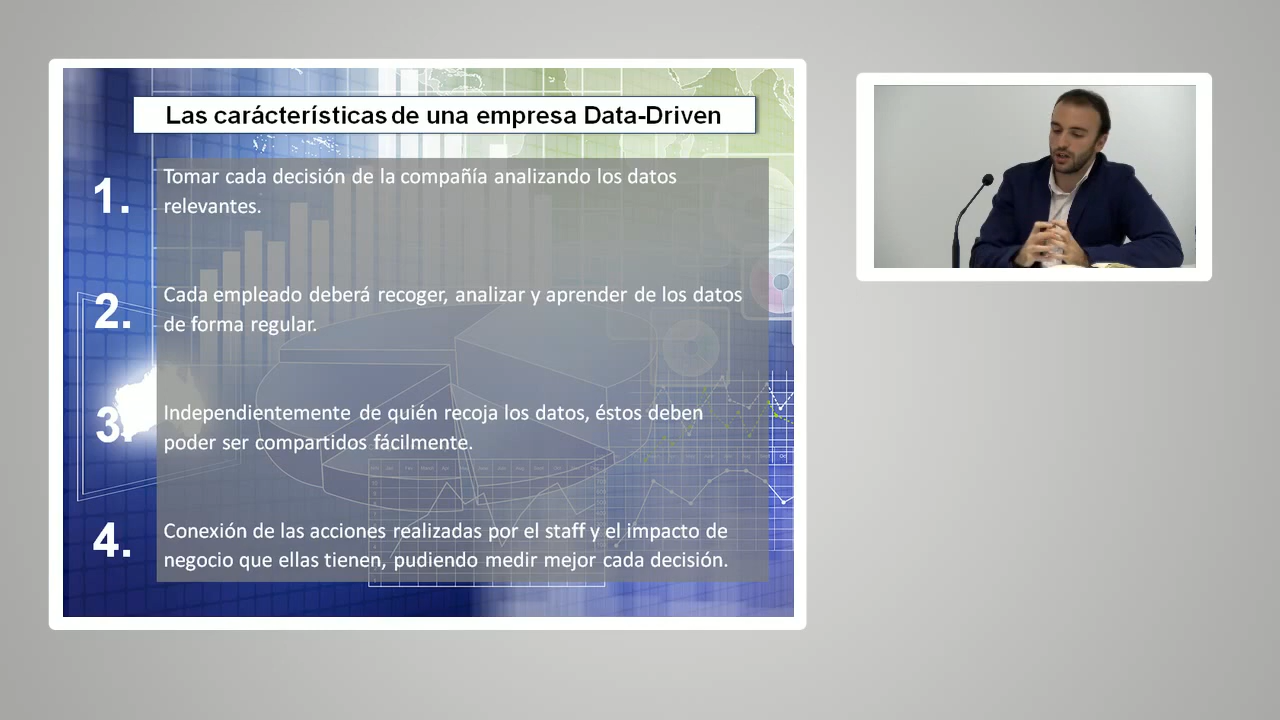 Las carácterísticas de una empresa Data-Driven
1.
Tomar cada decisión de la compañía analizando los datos
relevantes.
2.
Cada empleado deberá recoger, analizar y aprender de los datos
de forma regular.
3.
Independientemente de quién recoja los datos, éstos deben
poder ser compartidos fácilmente.
4.
Conexión de las acciones realizadas por el staff y el impacto de
negocio que ellas tienen, pudiendo medir mejor cada decisión.